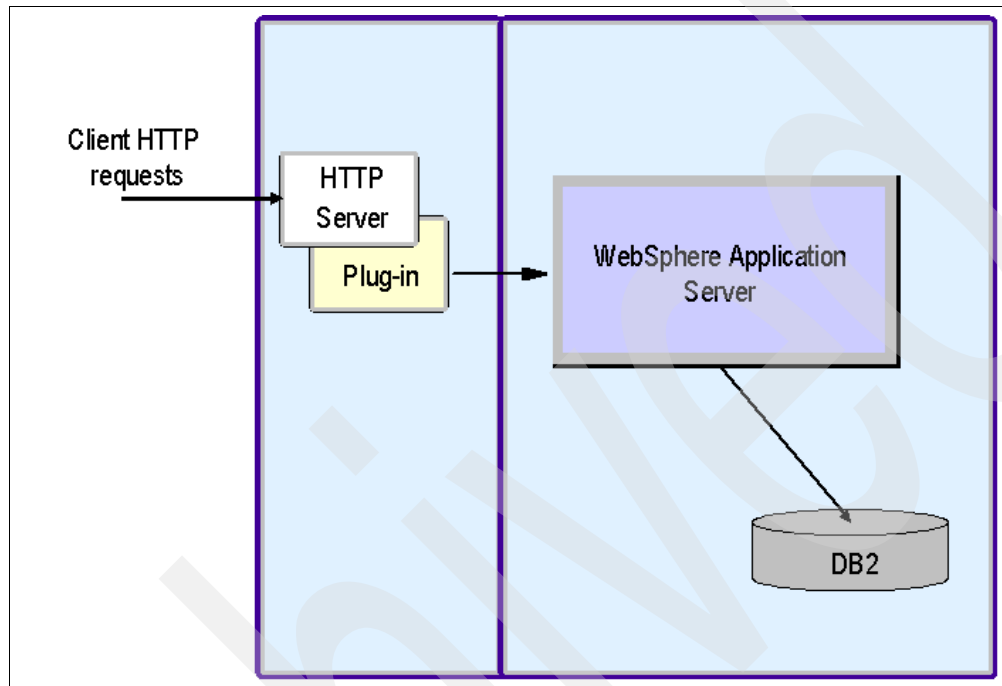 Client HTTP
requests
HTTP
Server
Plug-in
WebSphere Application
Server
DB2